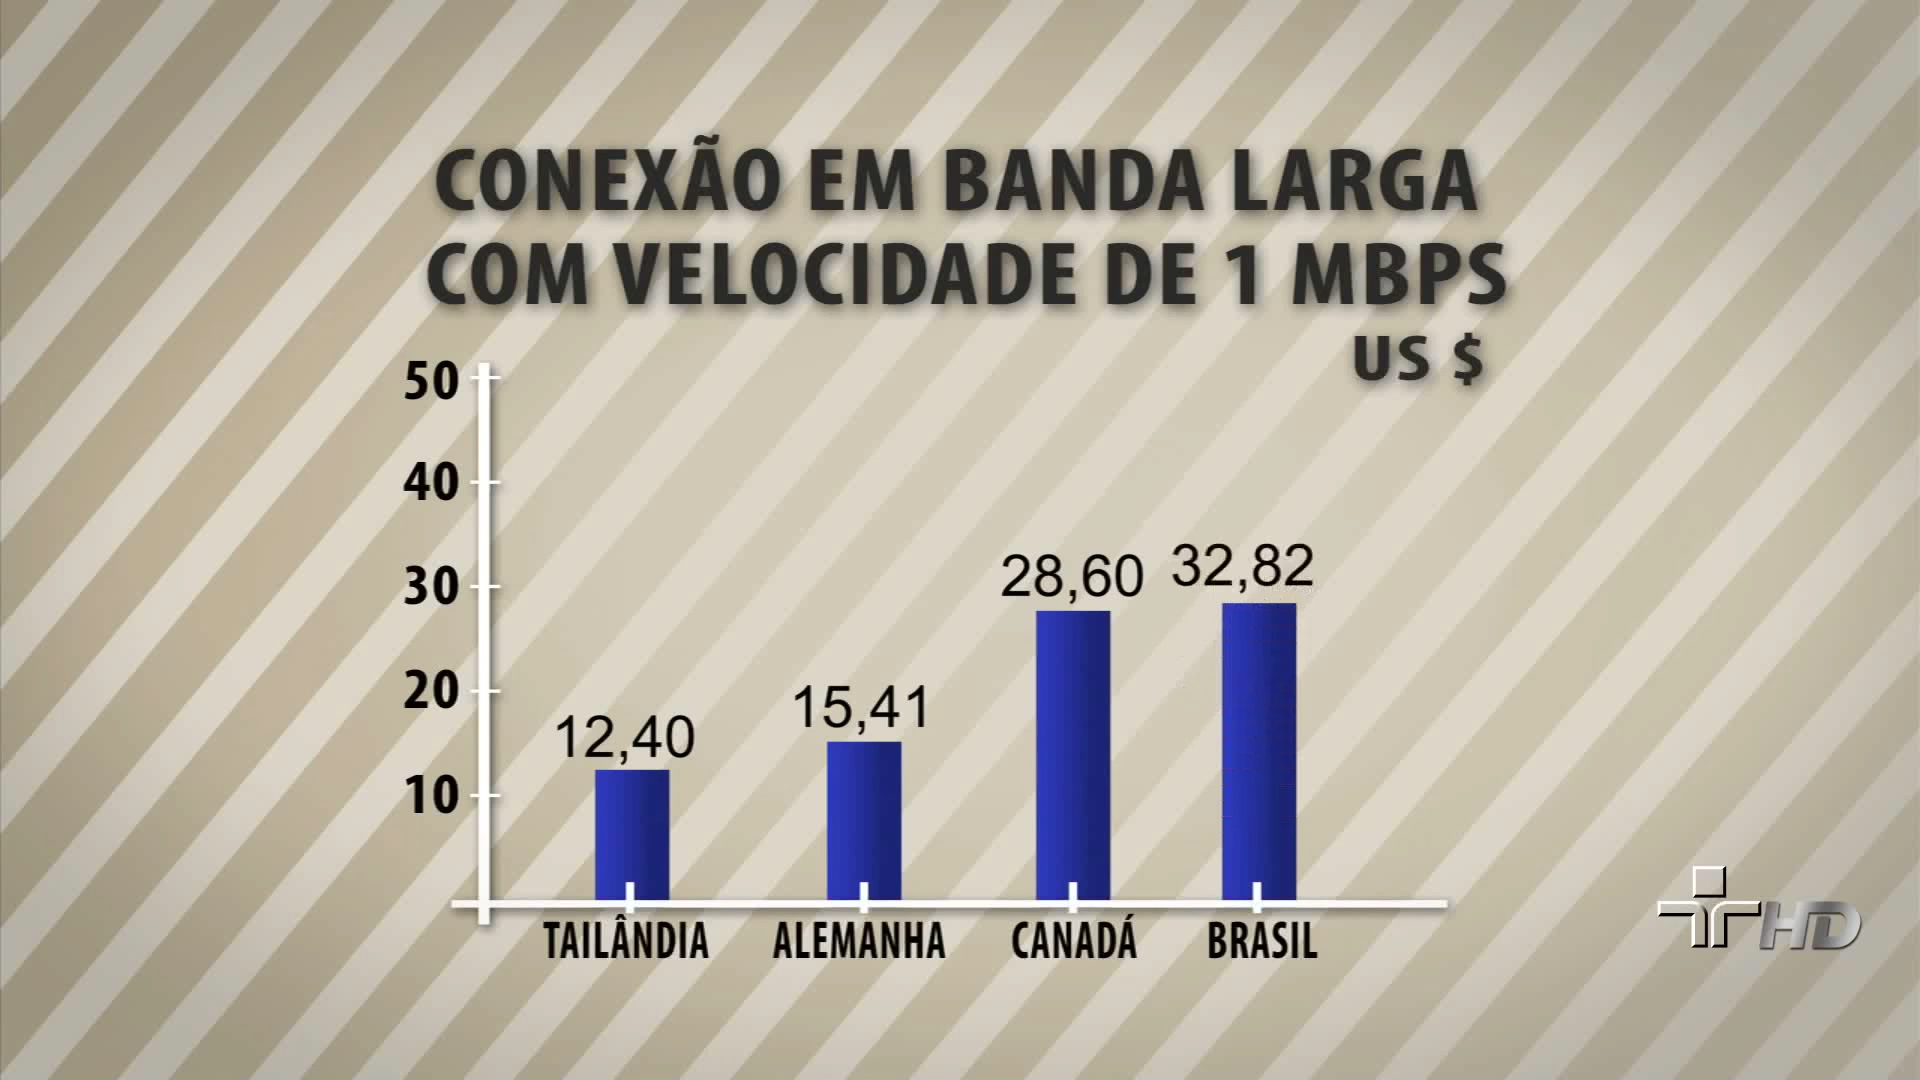 CONEXÃO EM BANDA LARGA
COM VELOCIDADE DE 1 MBPS
US $
50
40
30
20
10
12,40
15,41
28,60
32,82
TAILÂNDIA
ALEMANHA
CANADÁ
BRASIL
HD